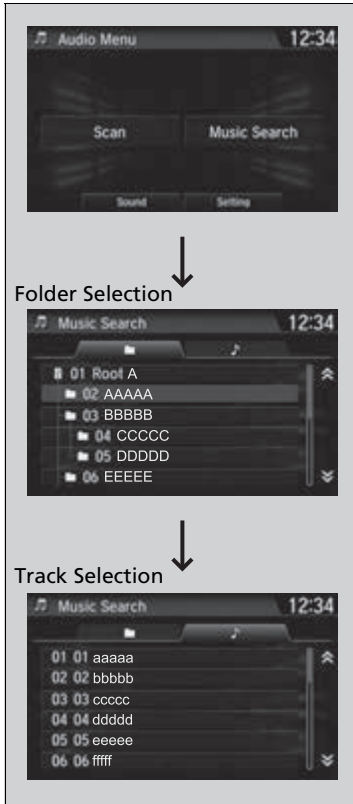 Audio Menu 12:34
Scan Music Search
Sound Setting
Folder Selection
Music Search 12:34
01 Root A
02 AAAAA
03 BBBBB
04 CCCCC
05 DDDDD
06 EEEEE
Track Selection
Music Search 12:34
01 01 aaaaa
02 02 bbbbb
03 03 ccccc
04 04 ddddd
05 05 eeeee
06 06 fffff